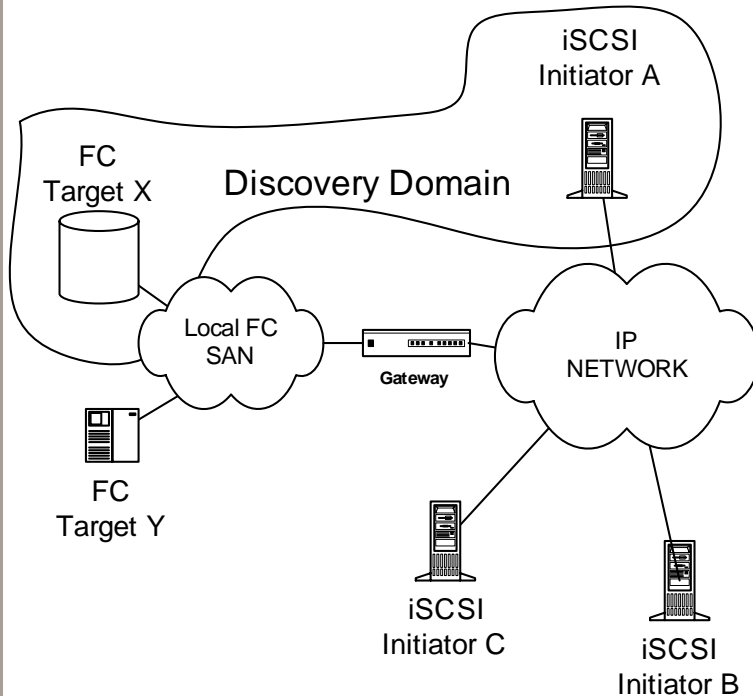 iSCSI
Initiator A
FC
Target X
Discovery Domain
Local FC
SAN
IP
NETWORK
Gateway
FC
Target Y
iSCSI
Initiator C
iSCSI
Initiator B